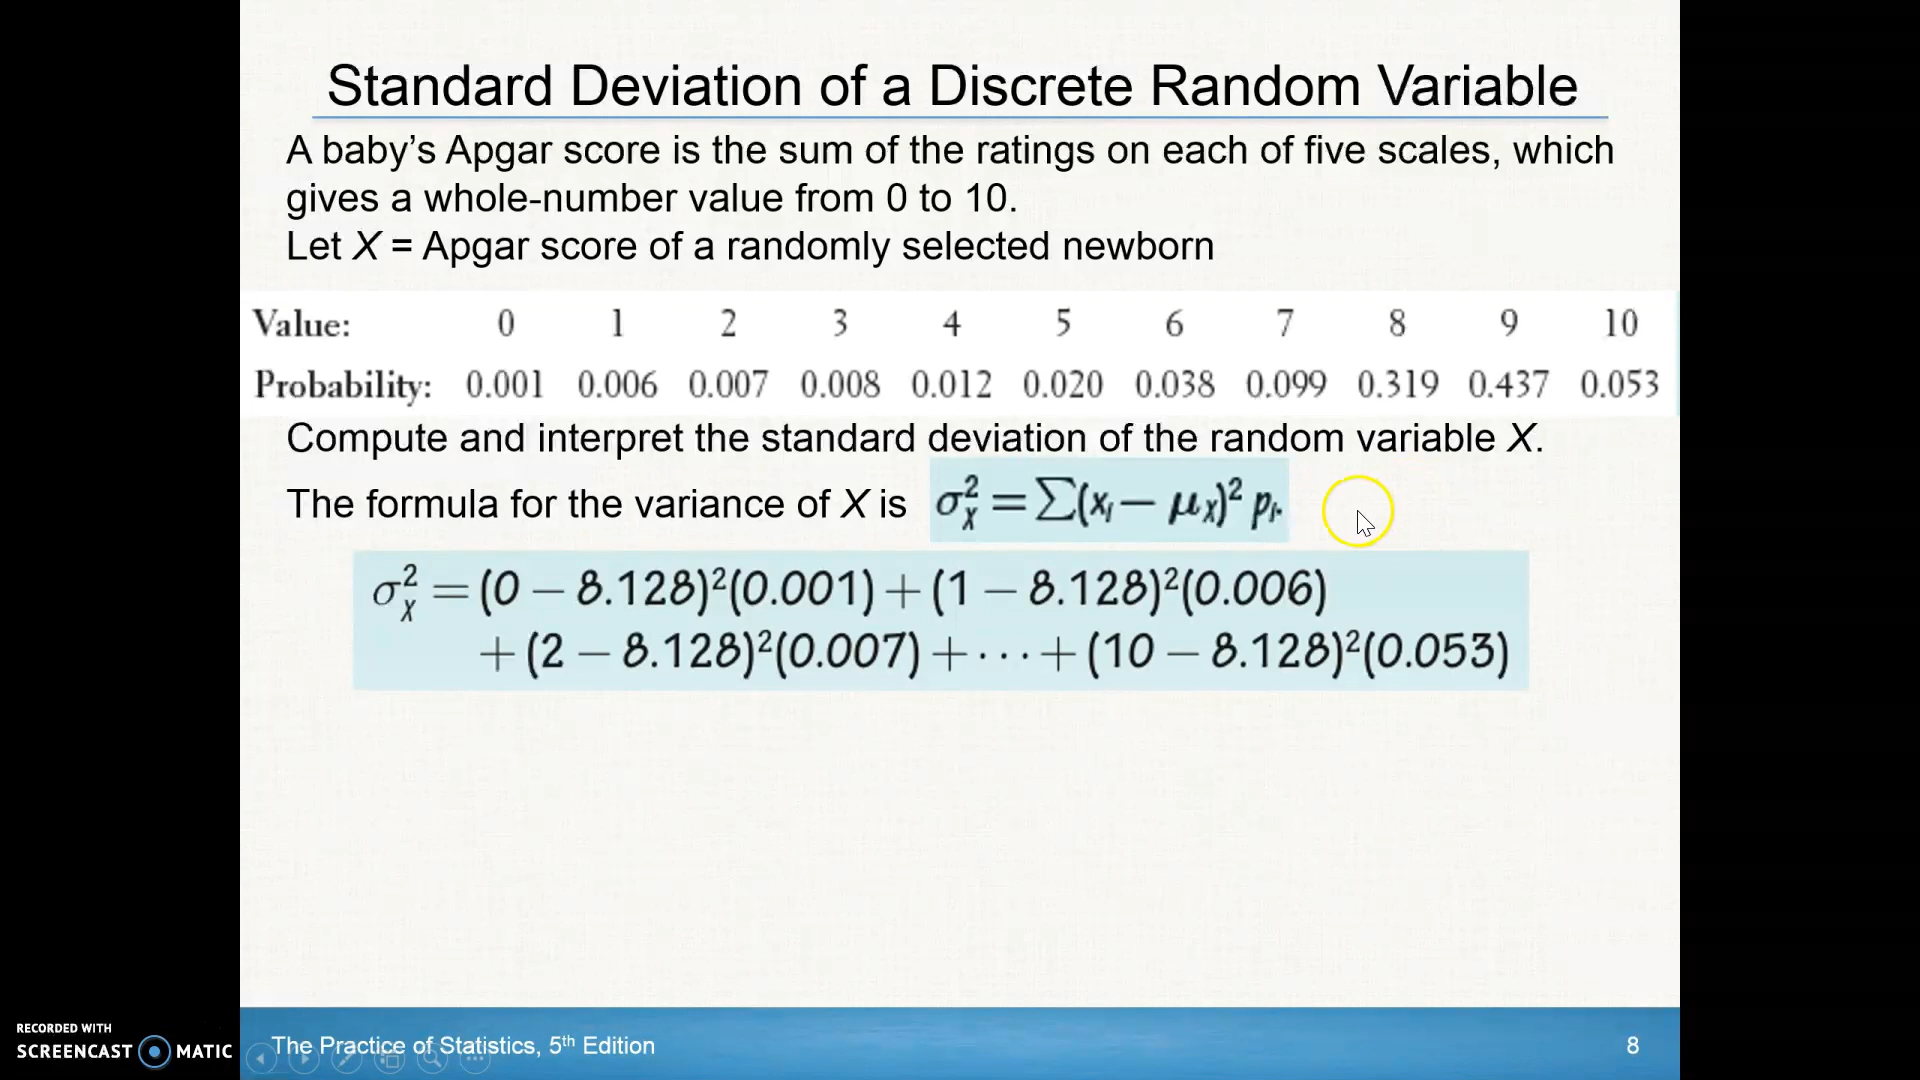 Standard Deviation of a Discrete Random Variable
A baby’s Apgar score is the sum of the ratings on each of five scales, which
gives a whole-number value from 0 to 10.
Let X = Apgar score of a randomly selected newborn
Value: 0 1 2 3 4 5 6 7 8 9 10
Probability: 0.001 0.006 0.007 0.008 0.012 0.020 0.038 0.099 0.319 0.437 0.053
Compute and interpret the standard deviation of the random variable X.
The formula for the variance of X is σ²_X = ∑(x_i − μ_X)² p_i.
σ²_X = (0 − 8.128)²(0.001) + (1 − 8.128)²(0.006)
+ (2 − 8.128)²(0.007) + ··· + (10 − 8.128)²(0.053)
RECORDED WITH
SCREENCAST MATIC
The Practice of Statistics, 5th Edition
8